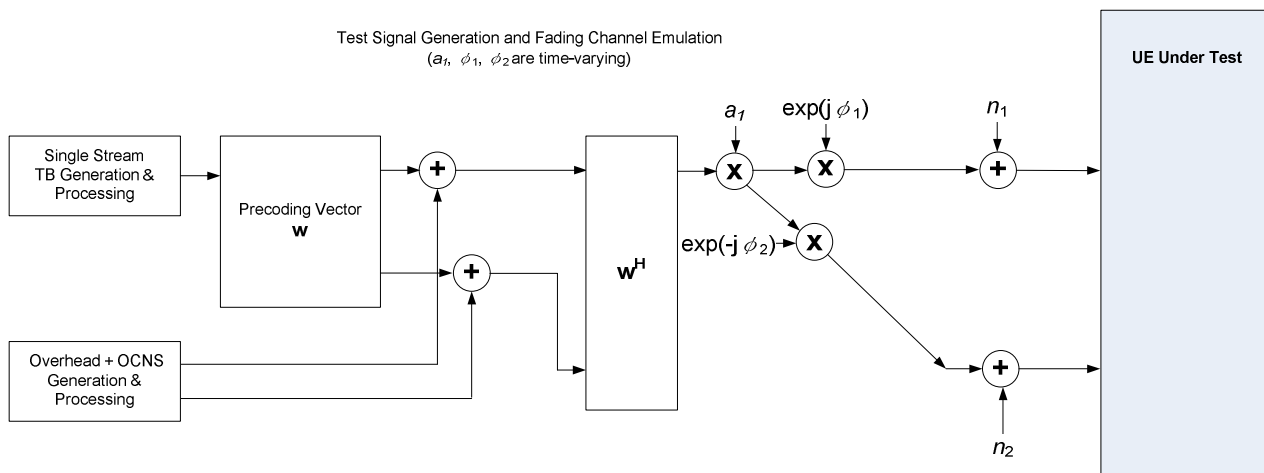 Test Signal Generation and Fading Channel Emulation
(a1, ϕ1, ϕ2 are time-varying)
UE Under Test
a1
exp(j ϕ1)
n1
Single Stream
TB Generation &
Processing
+
x
x
+
Precoding Vector
w
exp(-j ϕ2)
x
+
wH
Overhead + OCNS
Generation &
Processing
+
n2